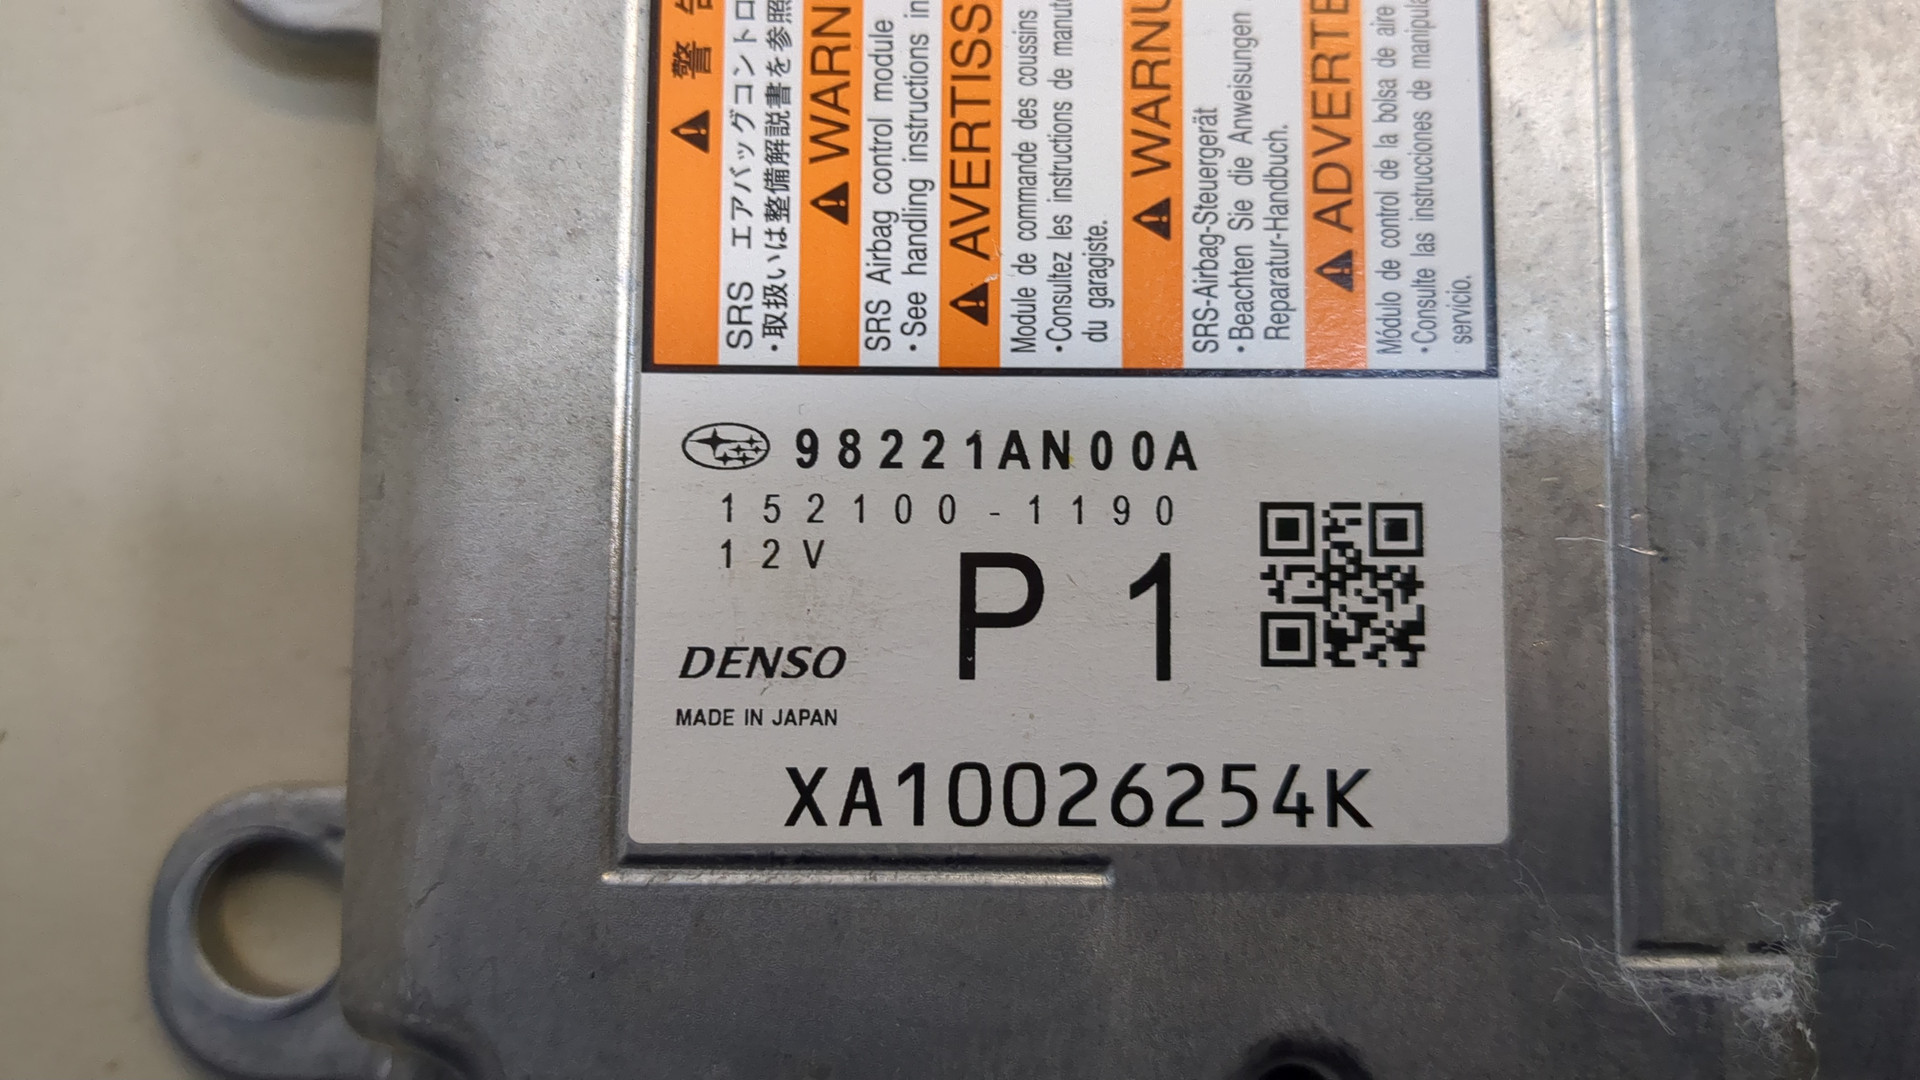 警告
SRS エアバッグコントロ
・取扱いは整備解説書を参照
WARN
SRS Airbag control module
・See handling instructions in
AVERTISS
Module de commande des coussins
・Consultez les instructions de manute
du garagiste.
WARNU
SRS-Airbag-Steuergerät
・Beachten Sie die Anweisungen
Reparatur-Handbuch.
ADVERTE
Módulo de control de la bolsa de aire
・Consulte las instrucciones de manipula
servicio.
98221AN00A
152100-1190
12V
P1
DENSO
MADE IN JAPAN
XA10026254K